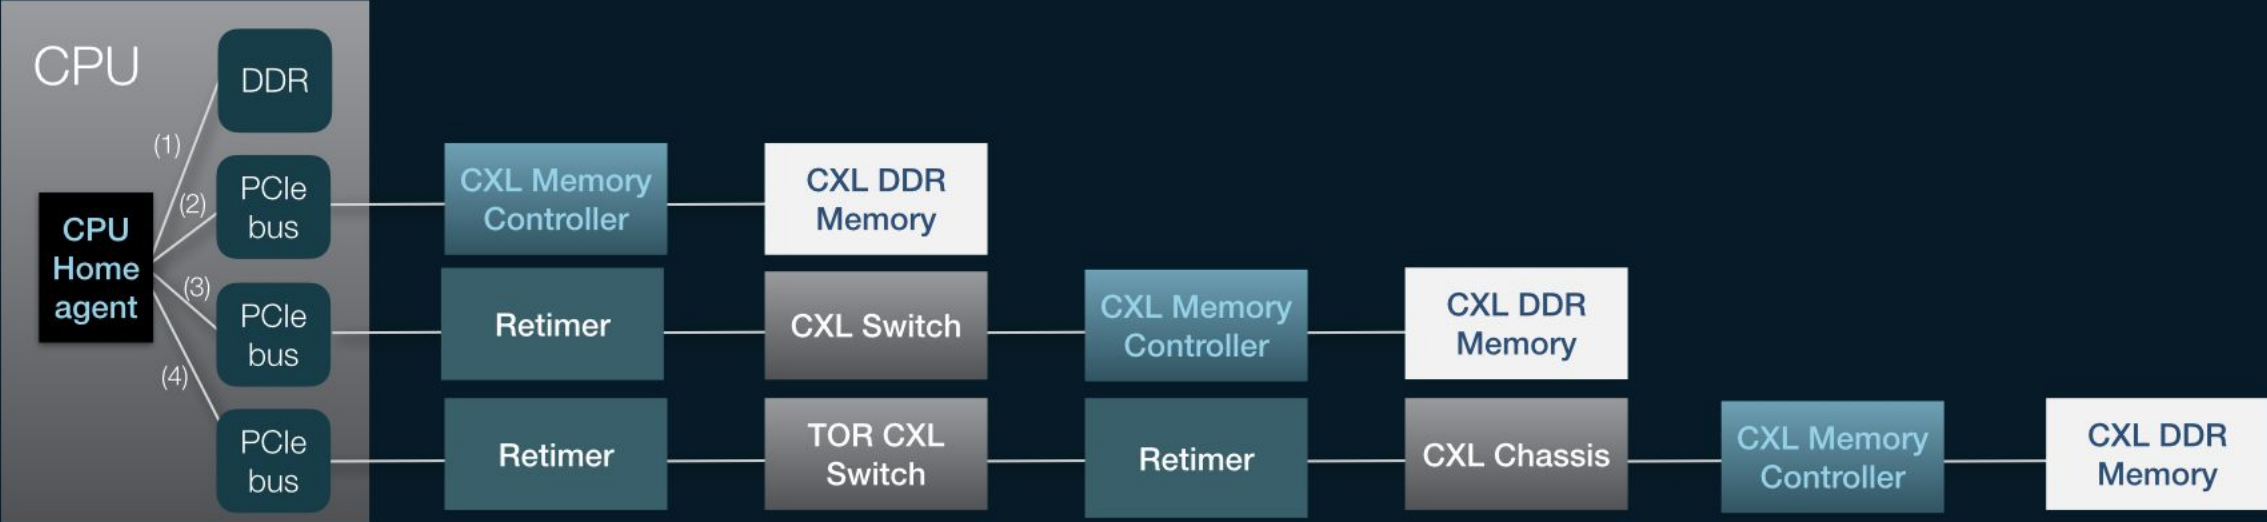 CPU
DDR
(1)
PCIe
bus
(2)
CXL Memory
Controller
CXL DDR
Memory
CPU
Home
agent
(3)
PCIe
bus
Retimer
CXL Switch
CXL Memory
Controller
CXL DDR
Memory
(4)
PCIe
bus
Retimer
TOR CXL
Switch
Retimer
CXL Chassis
CXL Memory
Controller
CXL DDR
Memory